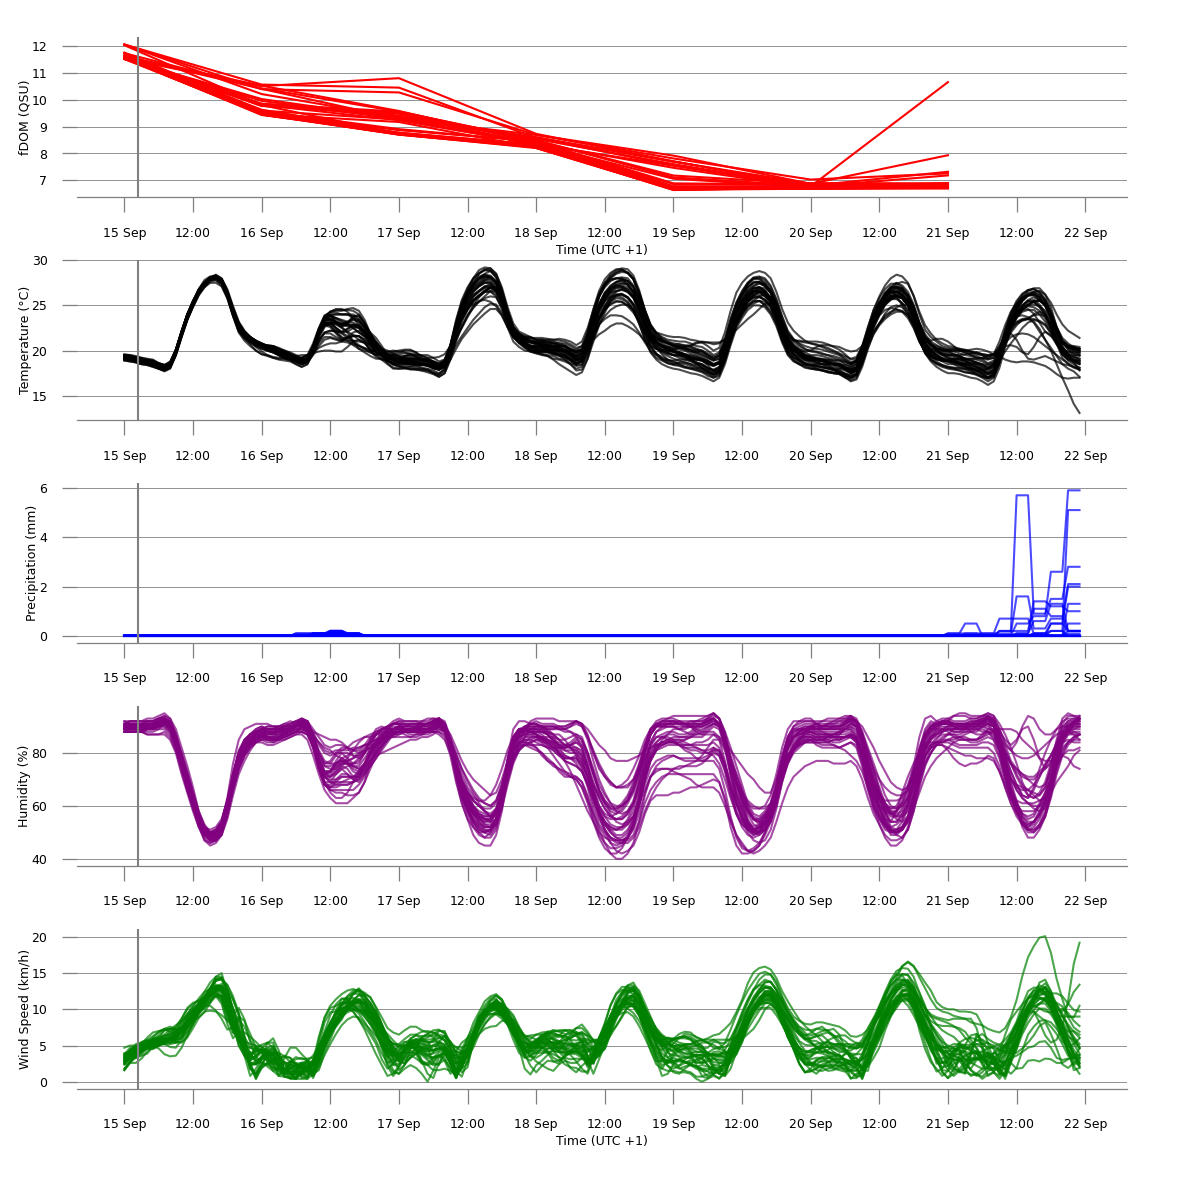 12
11
10
9
8
7
fDOM (QSU)
15 Sep 12:00 16 Sep 12:00 17 Sep 12:00 18 Sep 12:00 19 Sep 12:00 20 Sep 12:00 21 Sep 12:00 22 Sep
Time (UTC +1)
30
25
20
15
Temperature (°C)
15 Sep 12:00 16 Sep 12:00 17 Sep 12:00 18 Sep 12:00 19 Sep 12:00 20 Sep 12:00 21 Sep 12:00 22 Sep
6
4
2
0
Precipitation (mm)
15 Sep 12:00 16 Sep 12:00 17 Sep 12:00 18 Sep 12:00 19 Sep 12:00 20 Sep 12:00 21 Sep 12:00 22 Sep
80
60
40
Humidity (%)
15 Sep 12:00 16 Sep 12:00 17 Sep 12:00 18 Sep 12:00 19 Sep 12:00 20 Sep 12:00 21 Sep 12:00 22 Sep
20
15
10
5
0
Wind Speed (km/h)
15 Sep 12:00 16 Sep 12:00 17 Sep 12:00 18 Sep 12:00 19 Sep 12:00 20 Sep 12:00 21 Sep 12:00 22 Sep
Time (UTC +1)